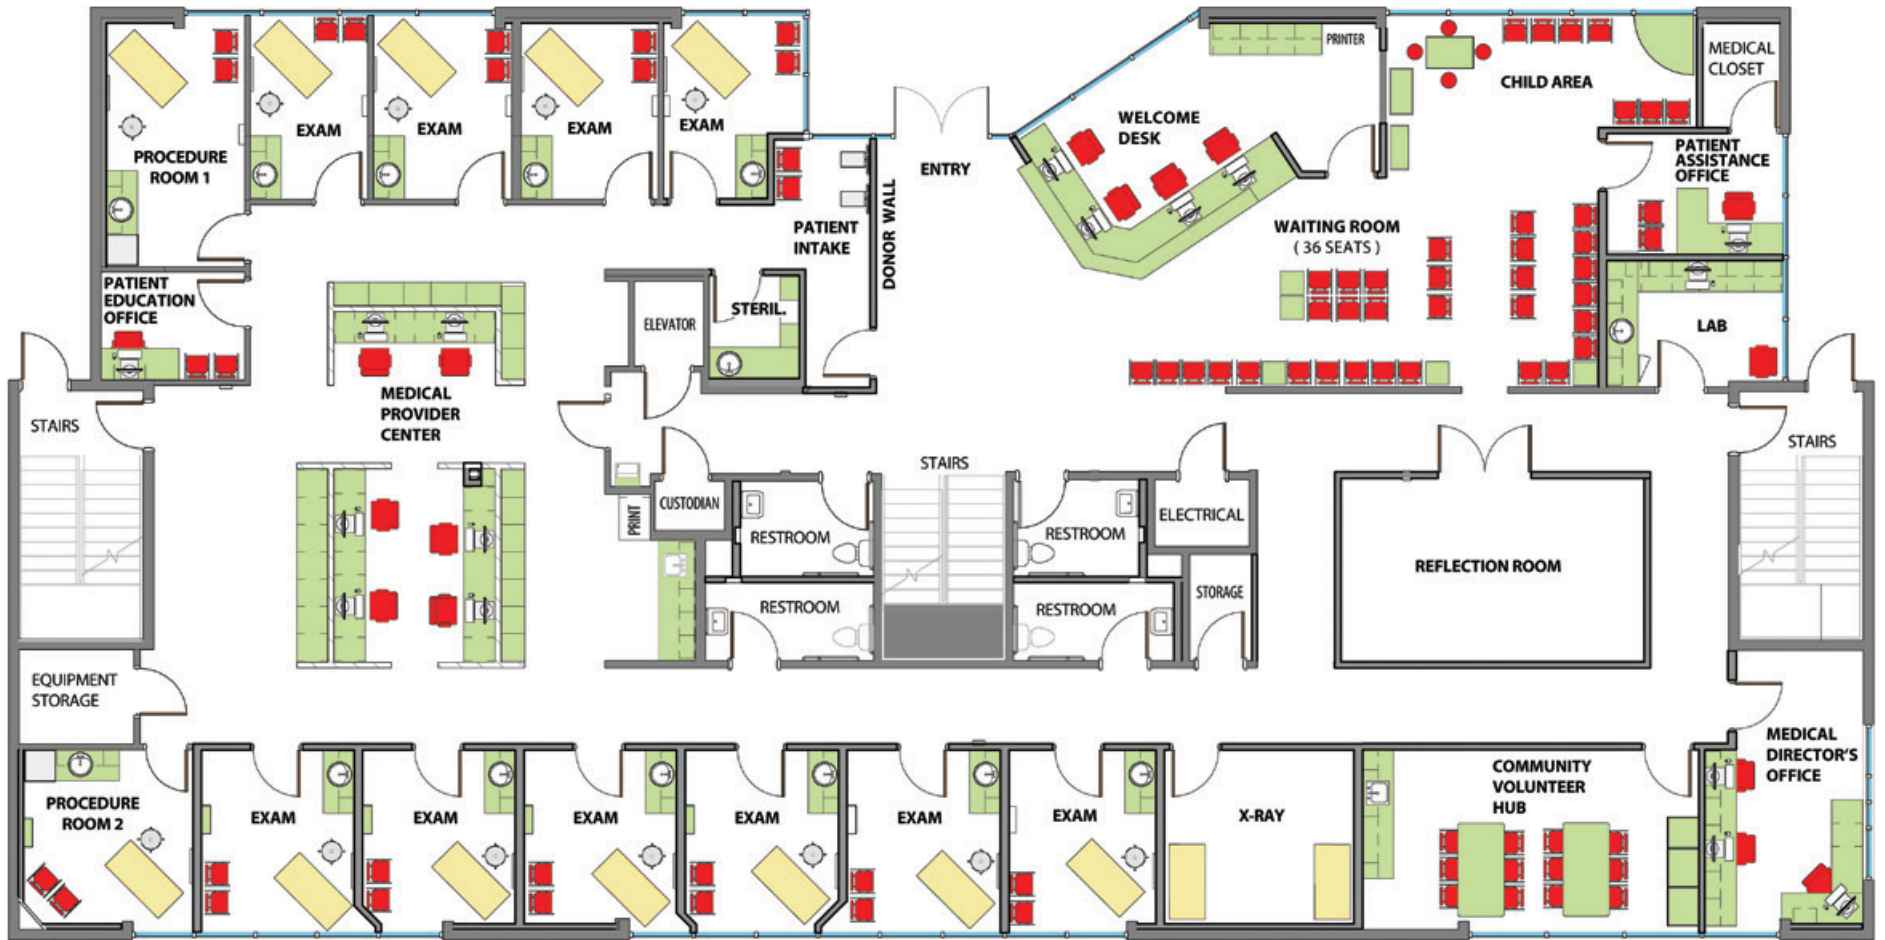 PRINTER
MEDICAL
CLOSET
CHILD AREA
EXAM
EXAM
EXAM
EXAM
WELCOME
DESK
PROCEDURE
ROOM 1
PATIENT
ASSISTANCE
OFFICE
ENTRY
DONOR WALL
PATIENT
INTAKE
WAITING ROOM
( 36 SEATS )
PATIENT
EDUCATION
OFFICE
ELEVATOR
STERIL.
LAB
MEDICAL
PROVIDER
CENTER
STAIRS
STAIRS
STAIRS
CUSTODIAN
PRINT
RESTROOM
RESTROOM
ELECTRICAL
REFLECTION ROOM
RESTROOM
RESTROOM
STORAGE
EQUIPMENT
STORAGE
MEDICAL
DIRECTOR'S
OFFICE
PROCEDURE
ROOM 2
EXAM
EXAM
EXAM
EXAM
EXAM
EXAM
X-RAY
COMMUNITY
VOLUNTEER
HUB